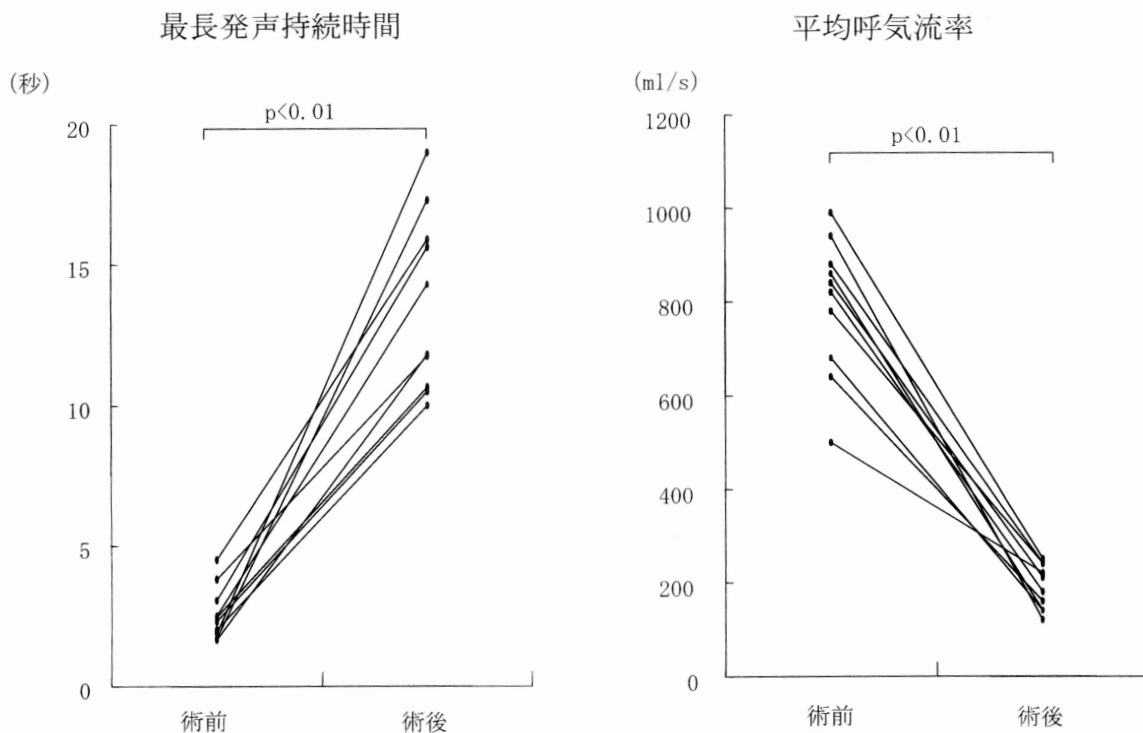 最長発声持続時間
(秒)
p<0.01
20
15
10
5
0
術前
術後
平均呼気流率
(ml/s)
1200
p<0.01
1000
800
600
400
200
0
術前
術後